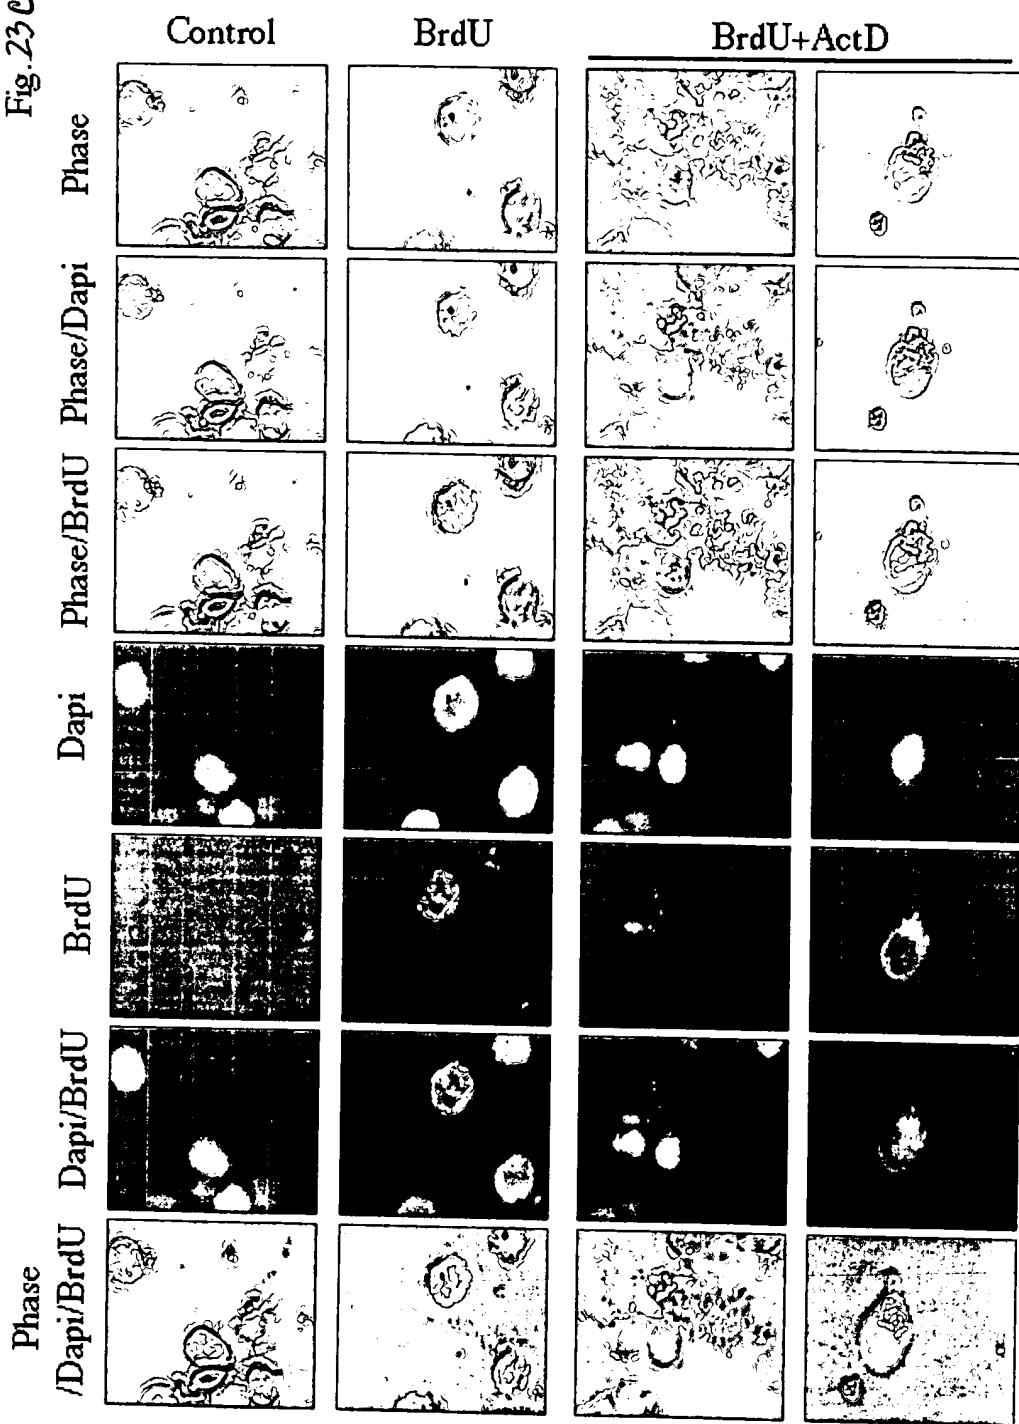 Fig. 23C
Control
BrdU
BrdU+ActD
Phase
Phase/Dapi
Phase/BrdU
Dapi
BrdU
Dapi/BrdU
Phase
/Dapi/BrdU